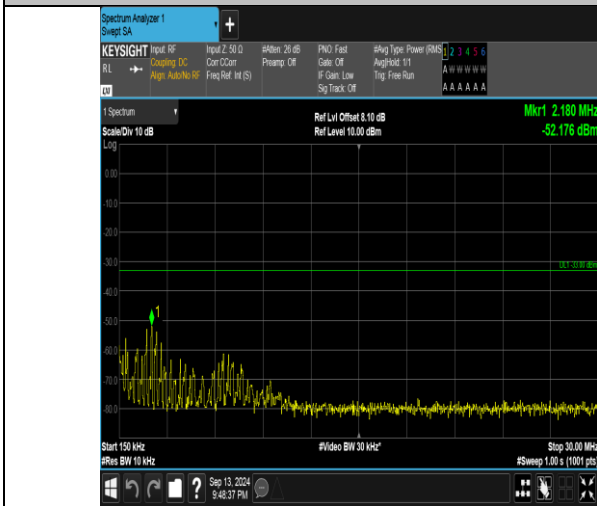 Spectrum Analyzer 1
Swept SA
+
KEYSIGHT
RL
Input: RF
Coupling: DC
Align: Auto/No RF
Input Z: 50 Ω
Corr CCorr
Freq Ref: Int (S)
#Atten: 26 dB
Preamp: Off
PNO: Fast
Gate: Off
IF Gain: Low
Sig Track: Off
#Avg Type: Power (RMS)
Avg|Hold: 1/1
Trig: Free Run
1 2 3 4 5 6
A W W W W W
A A A A A A
1 Spectrum
Scale/Div 10 dB
Log
Ref Lvl Offset 8.10 dB
Ref Level 10.00 dBm
Mkr1 2.180 MHz
-52.176 dBm
0.00
-10.0
-20.0
-30.0
DL1 -33.00 dBm
-40.0
-50.0
1
-60.0
-70.0
-80.0
Start 150 kHz
#Res BW 10 kHz
#Video BW 30 kHz*
Stop 30.00 MHz
#Sweep 1.00 s (1001 pts)
?
Sep 13, 2024
9:48:37 PM